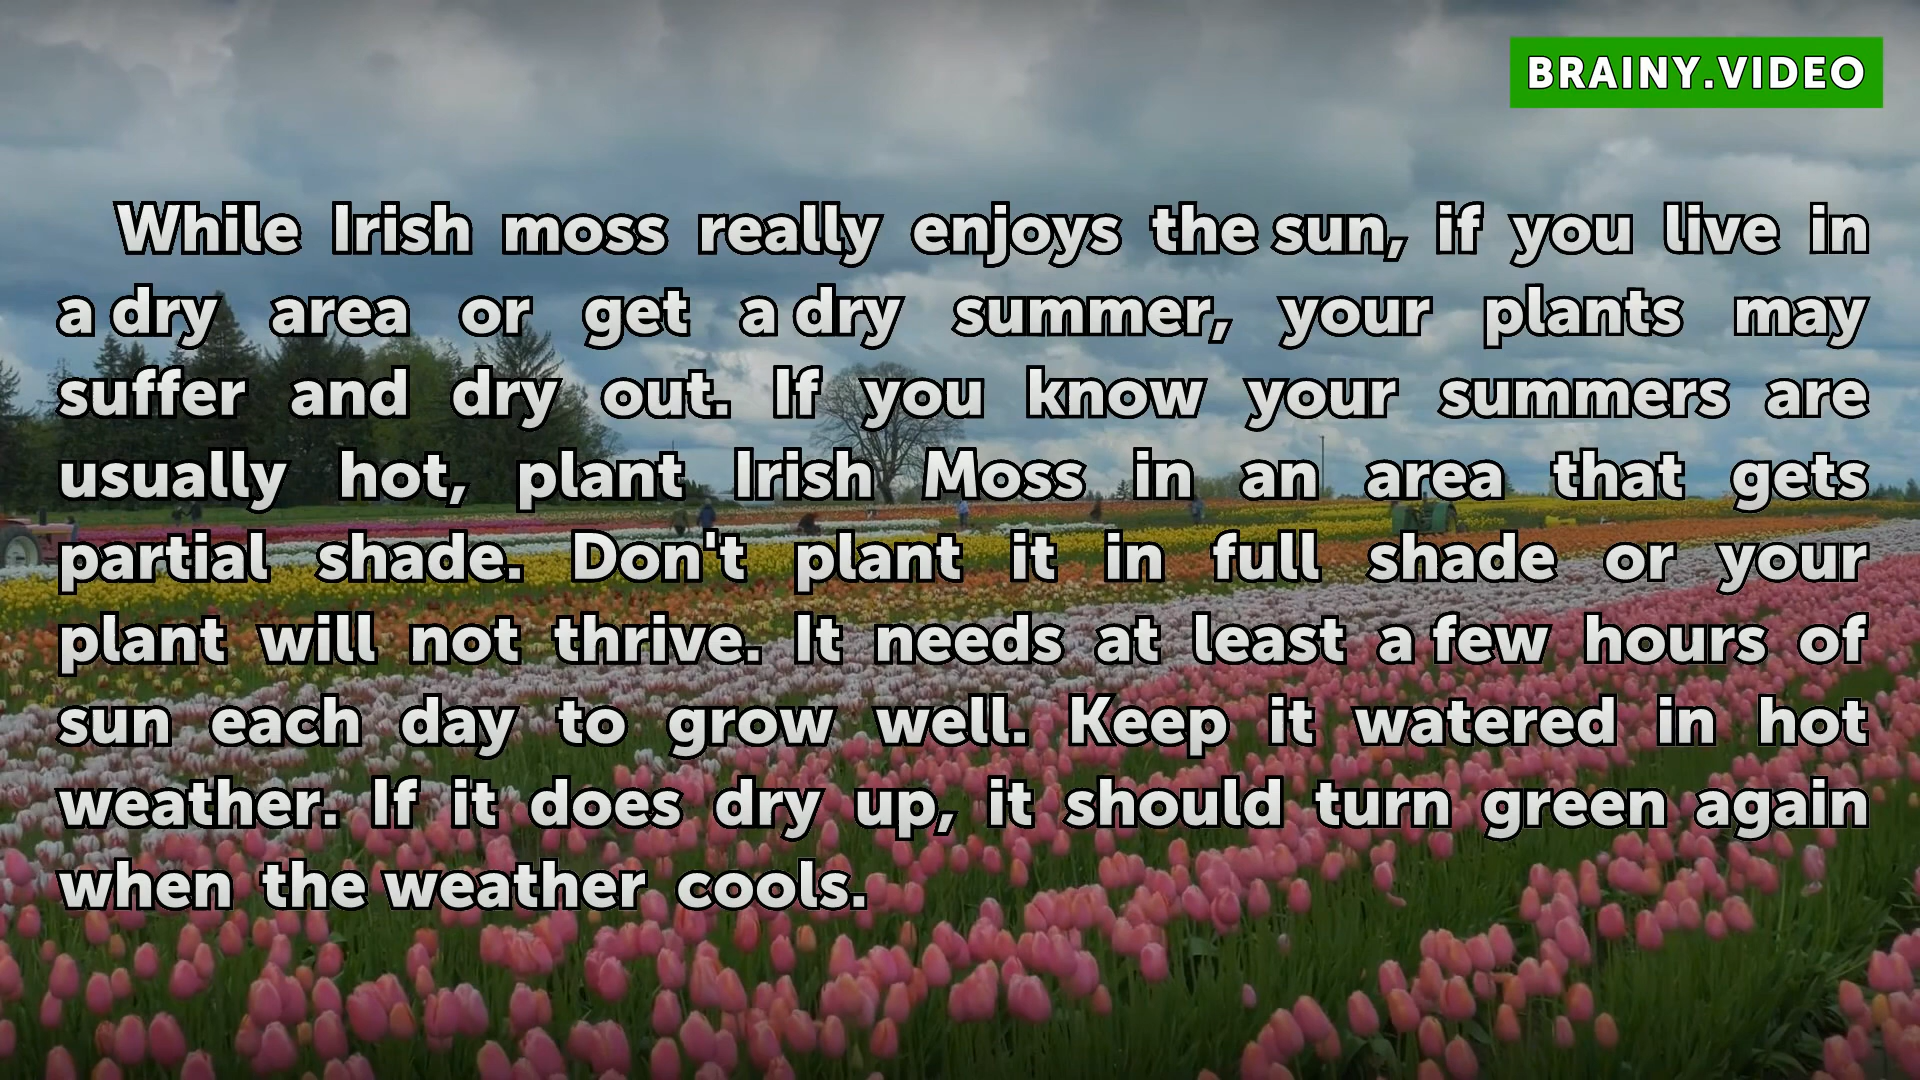 BRAINY.VIDEO
While Irish moss really enjoys the sun, if you live in
a dry area or get a dry summer, your plants may
suffer and dry out. If you know your summers are
usually hot, plant Irish Moss in an area that gets
partial shade. Don't plant it in full shade or your
plant will not thrive. It needs at least a few hours of
sun each day to grow well. Keep it watered in hot
weather. If it does dry up, it should turn green again
when the weather cools.